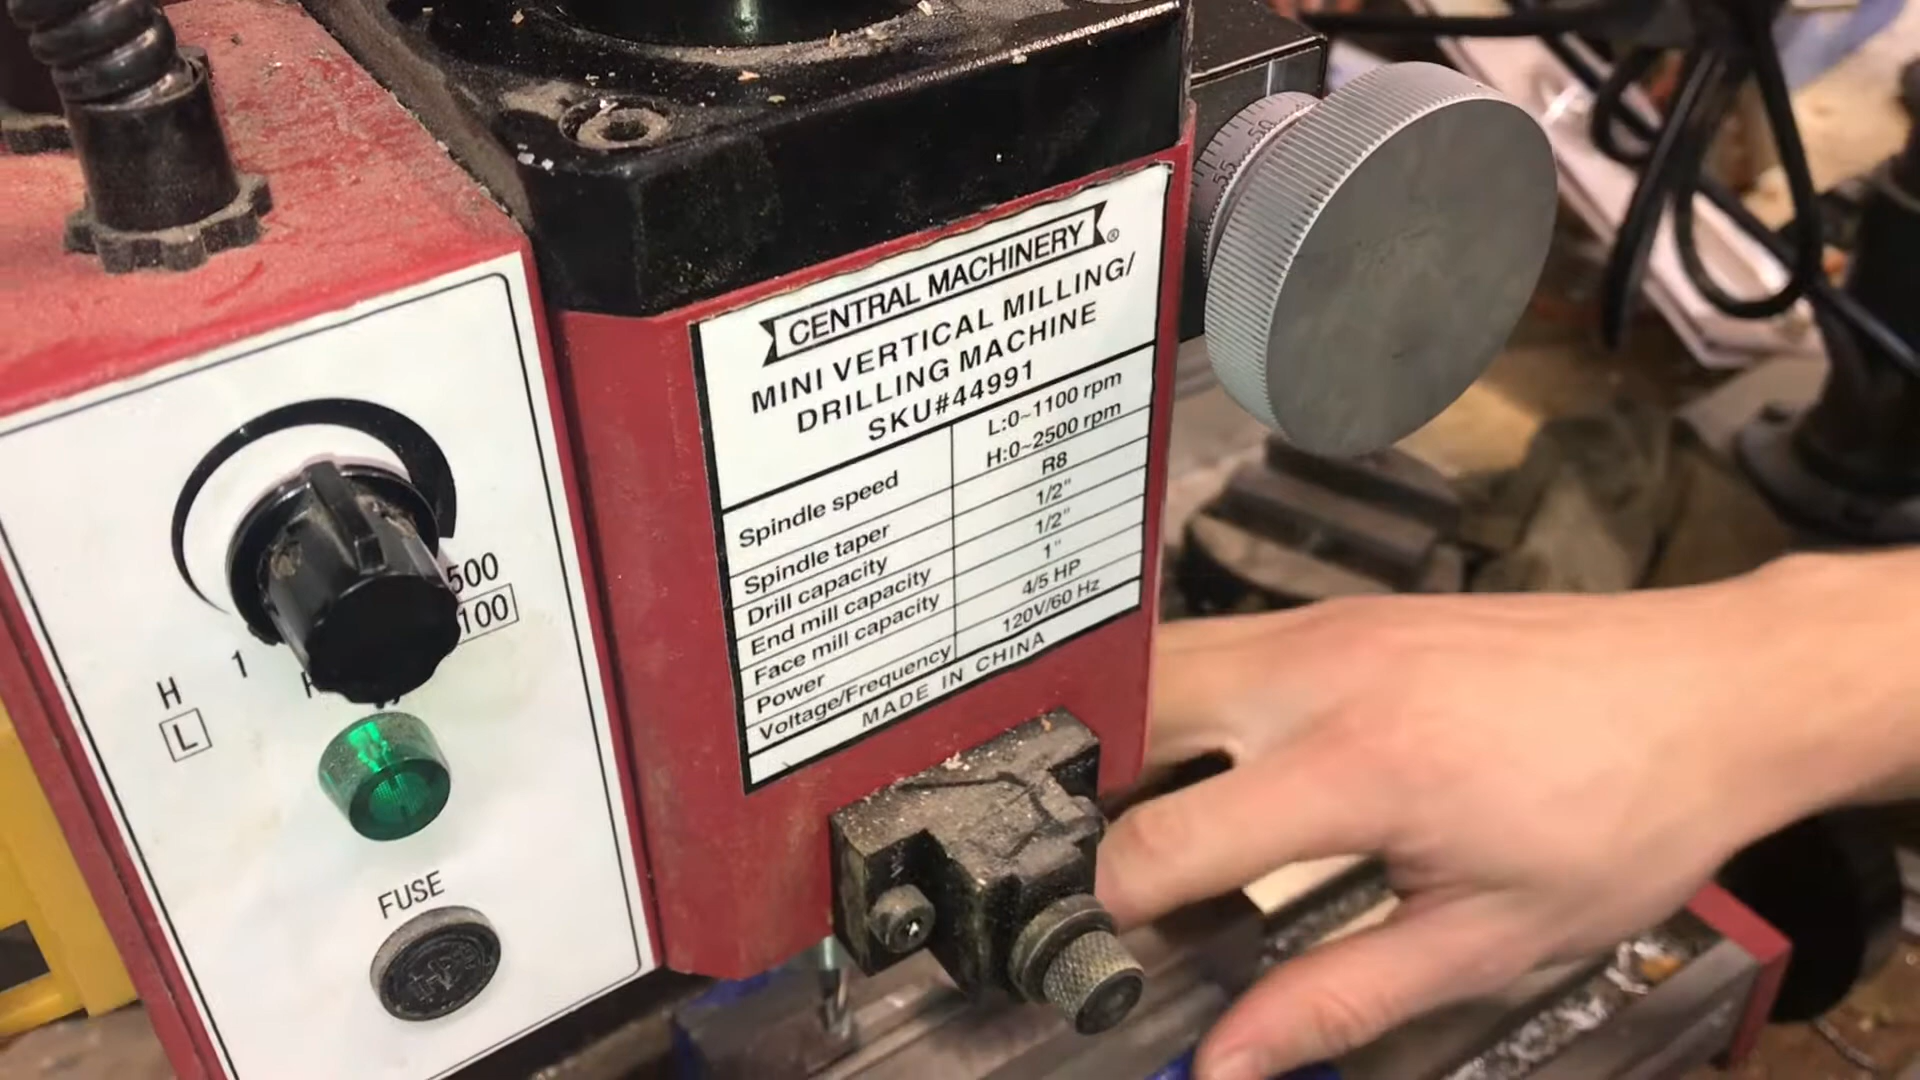 CENTRAL MACHINERY®
MINI VERTICAL MILLING/
DRILLING MACHINE
SKU#44991
Spindle speed L:0~1100 rpm
H:0~2500 rpm
Spindle taper R8
Drill capacity 1/2"
End mill capacity 1/2"
Face mill capacity 1"
Power 4/5 HP
Voltage/Frequency 120V/60 Hz
MADE IN CHINA
50
55
500
100
1
H
L
FUSE